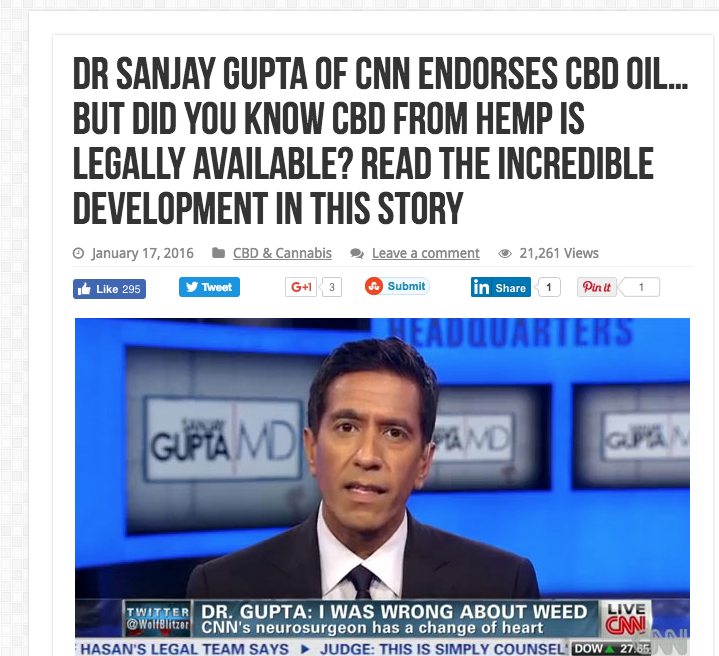 DR SANJAY GUPTA OF CNN ENDORSES CBD OIL...
BUT DID YOU KNOW CBD FROM HEMP IS
LEGALLY AVAILABLE? READ THE INCREDIBLE
DEVELOPMENT IN THIS STORY
January 17, 2016 CBD & Cannabis Leave a comment 21,261 Views
Like 295 Tweet G+1 3 Submit in Share 1 Pin it 1
HEADQUARTERS
SANJAY
GUPTA MD
TWITTER
@WolfBlitzer
DR. GUPTA: I WAS WRONG ABOUT WEED
CNN's neurosurgeon has a change of heart
LIVE
CNN
HASAN'S LEGAL TEAM SAYS ▶ JUDGE: THIS IS SIMPLY COUNSEL' DOW ▲ 27.65